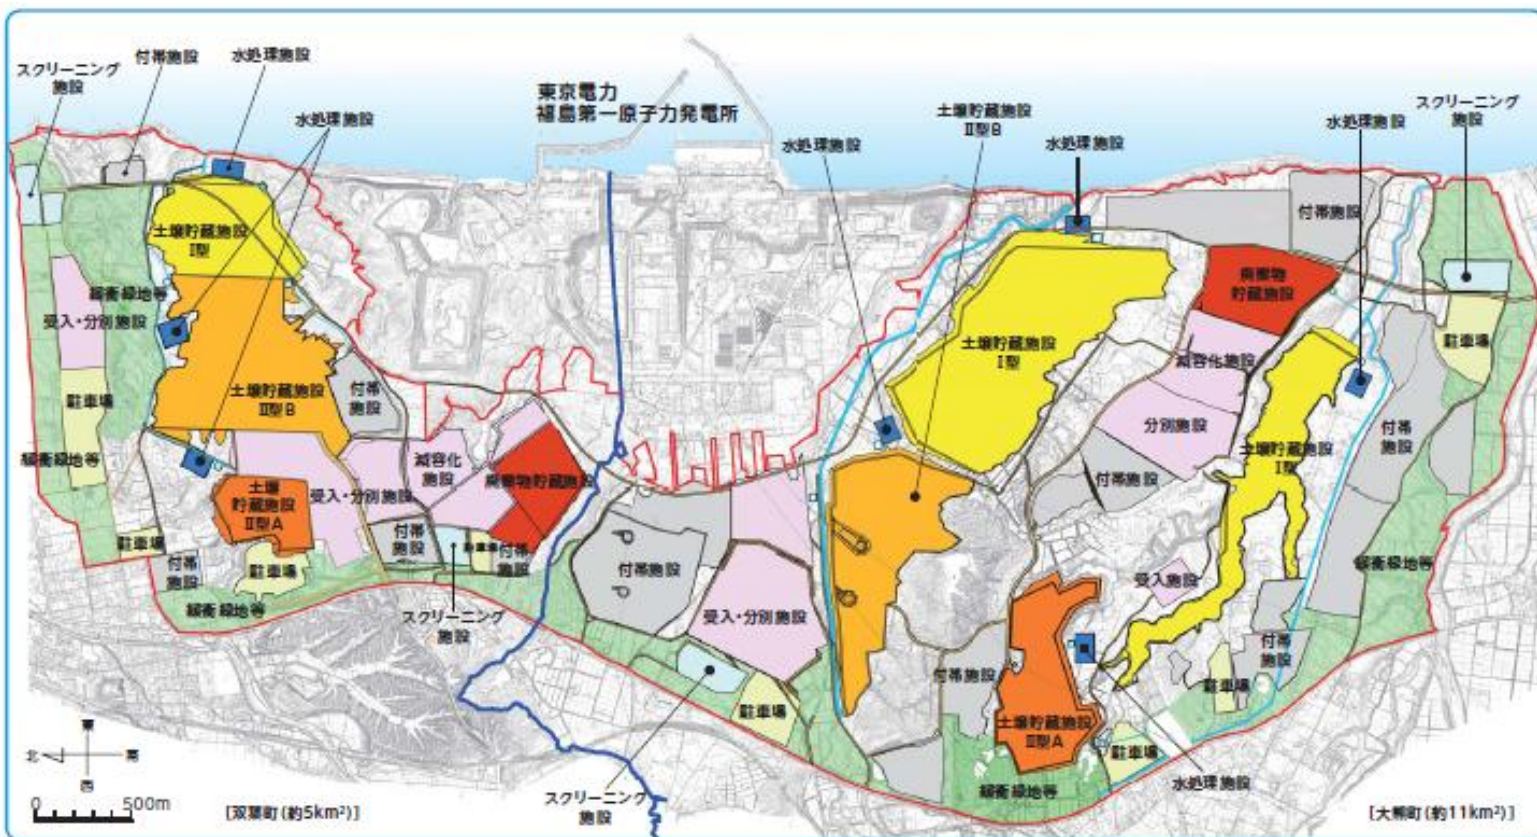 スクリーニング
施設
付帯施設
水処理施設
水処理施設
東京電力
福島第一原子力発電所
水処理施設
土壌貯蔵施設
Ⅱ型B
水処理施設
水処理施設
スクリーニング
施設
土壌貯蔵施設
Ⅰ型
付帯施設
廃棄物
貯蔵施設
緩衝緑地等
受入・分別施設
土壌貯蔵施設
Ⅰ型
減容化施設
駐車場
駐車場
土壌貯蔵施設
Ⅱ型B
付帯
施設
分別施設
土壌貯蔵施設
Ⅰ型
付帯
施設
緩衝緑地等
土壌
貯蔵施設
Ⅱ型A
受入・分別施設
減容化
施設
廃棄物貯蔵施設
付帯施設
駐車場
付帯
施設
駐車場
付帯
施設
駐車場
付帯
施設
緩衝緑地等
スクリーニング
施設
付帯施設
受入・分別施設
受入施設
緩衝緑地等
付帯施設
付帯
施設
駐車場
駐車場
土壌貯蔵施設
Ⅱ型A
駐車場
水処理施設
緩衝緑地等
スクリーニング
施設
東
北
南
西
0
500m
[双葉町(約5km²)]
[大熊町(約11km²)]